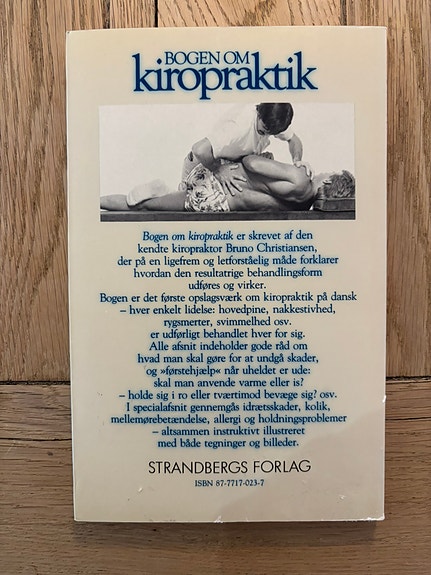 BOGEN OM
kiropraktik
Bogen om kiropraktik er skrevet af den
kendte kiropraktor Bruno Christiansen,
der på en ligefrem og letforståelig måde forklarer
hvordan den resultatrige behandlingsform
udføres og virker.
Bogen er det første opslagsværk om kiropraktik på dansk
– hver enkelt lidelse: hovedpine, nakkestivhed,
rygsmerter, svimmelhed osv.
er udførligt behandlet hver for sig.
Alle afsnit indeholder gode råd om
hvad man skal gøre for at undgå skader,
og »førstehjælp« når uheldet er ude:
skal man anvende varme eller is?
– holde sig i ro eller tværtimod bevæge sig? osv.
I specialafsnit gennemgås idrætsskader, kolik,
mellemørebetændelse, allergi og holdningsproblemer
– altsammen instruktivt illustreret
med både tegninger og billeder.
STRANDBERGS FORLAG
ISBN 87-7717-023-7